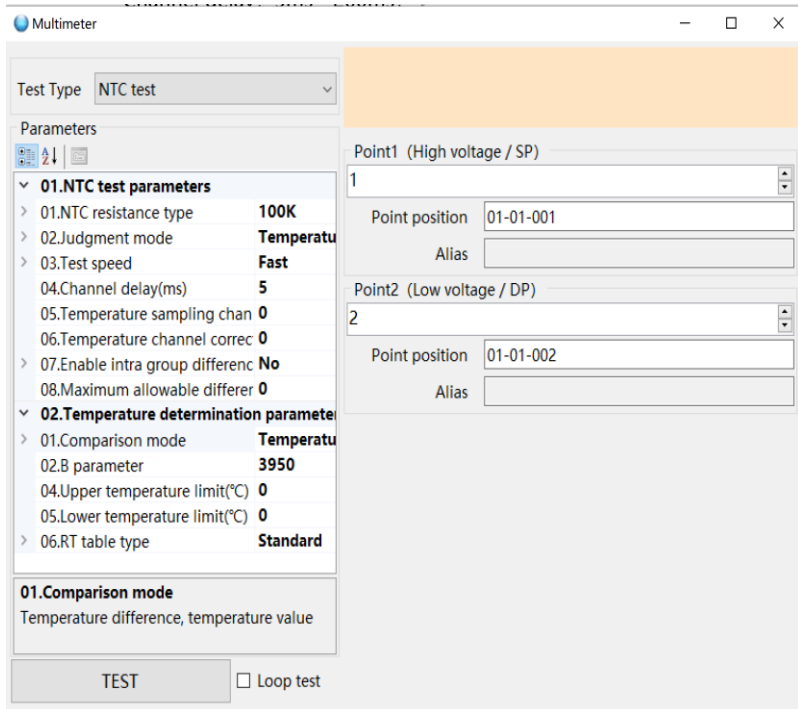 Multimeter
Test Type NTC test
Parameters
01.NTC test parameters
01.NTC resistance type 100K
02.Judgment mode Temperatu
03.Test speed Fast
04.Channel delay(ms) 5
05.Temperature sampling chan 0
06.Temperature channel correc 0
07.Enable intra group differenc No
08.Maximum allowable differer 0
02.Temperature determination paramete
01.Comparison mode Temperatu
02.B parameter 3950
04.Upper temperature limit(℃) 0
05.Lower temperature limit(℃) 0
06.RT table type Standard
01.Comparison mode
Temperature difference, temperature value
TEST Loop test
Point1 (High voltage / SP)
1
Point position 01-01-001
Alias
Point2 (Low voltage / DP)
2
Point position 01-01-002
Alias